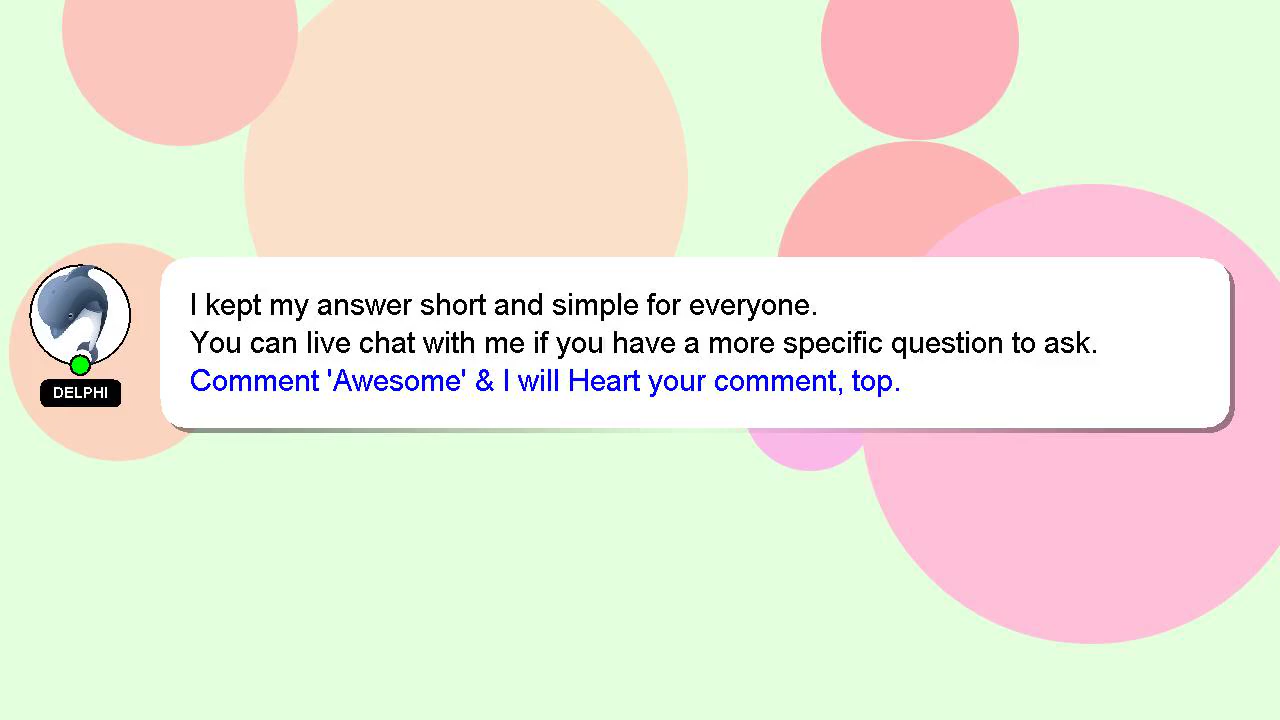 I kept my answer short and simple for everyone.
You can live chat with me if you have a more specific question to ask.
Comment 'Awesome' & I will Heart your comment, top.
DELPHI